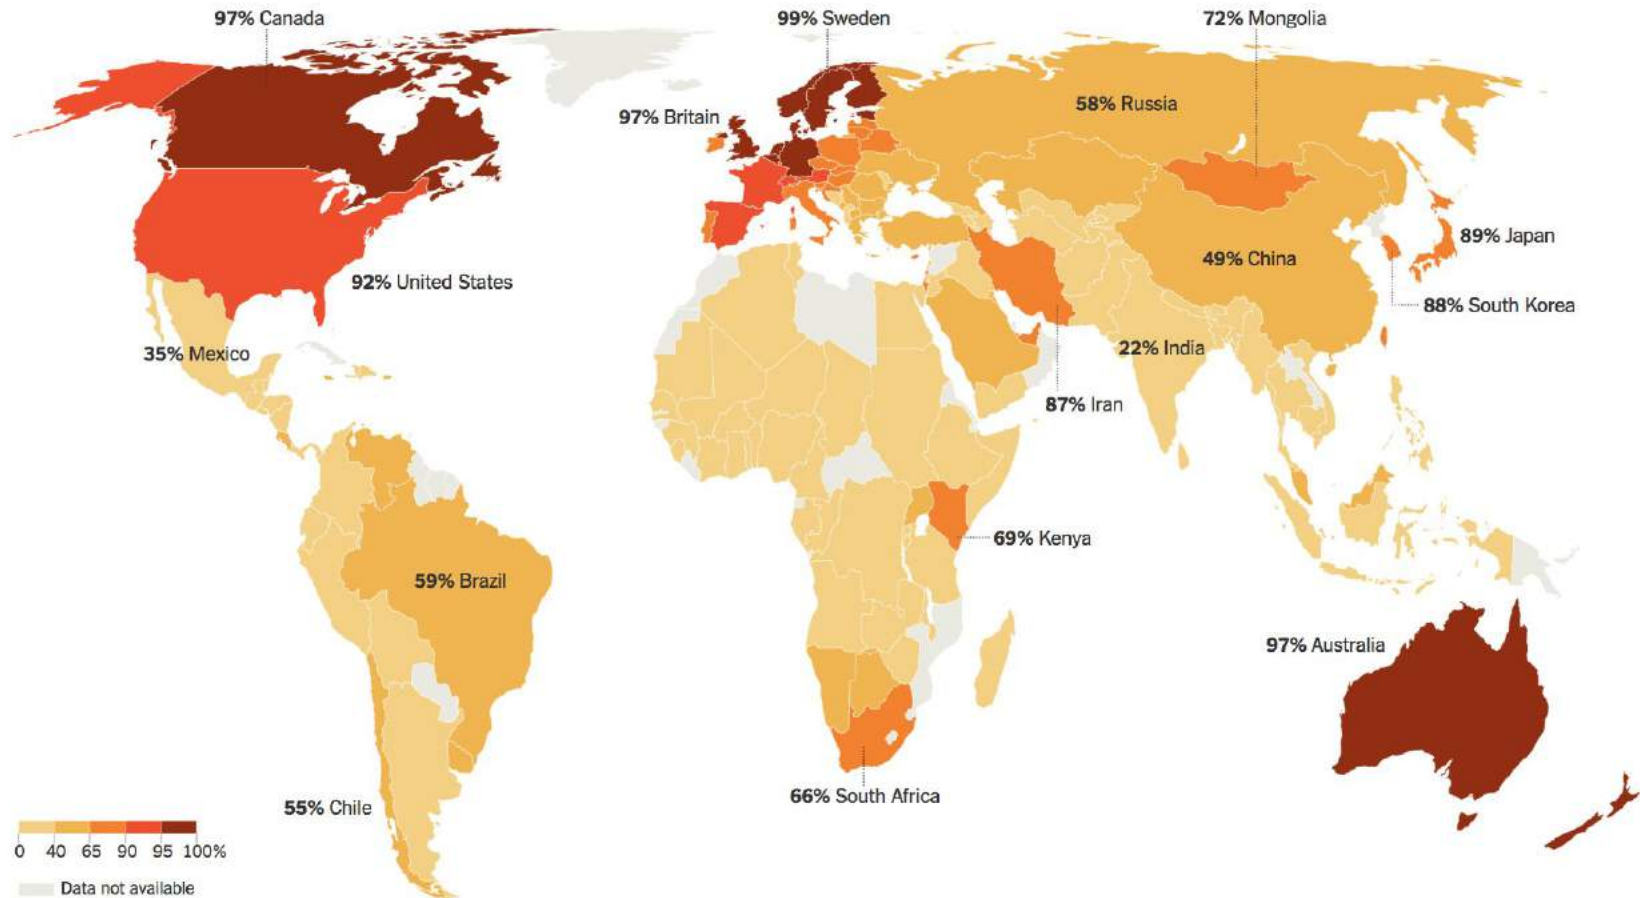 97% Canada
99% Sweden
72% Mongolia
97% Britain
58% Russia
89% Japan
49% China
92% United States
88% South Korea
35% Mexico
22% India
87% Iran
69% Kenya
59% Brazil
97% Australia
66% South Africa
55% Chile
0 40 65 90 95 100%
Data not available